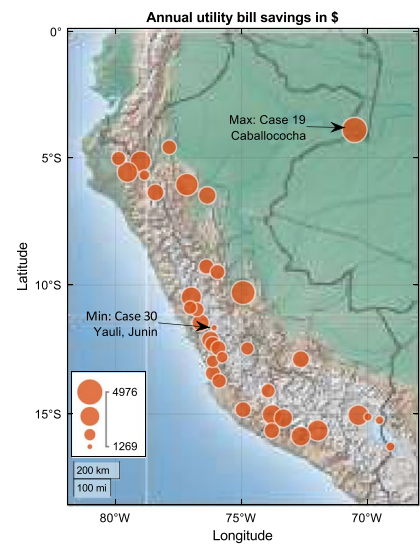 Annual utility bill savings in $
0°
Max: Case 19
Caballococha
5°S
Latitude
10°S
Min: Case 30
Yauli, Junin
4976
1269
15°S
200 km
100 mi
80°W
75°W
70°W
Longitude